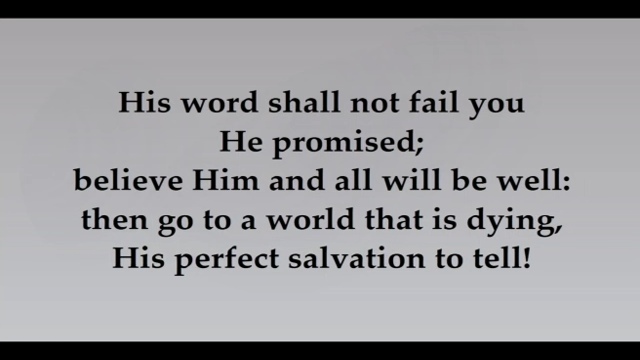 His word shall not fail you
He promised;
believe Him and all will be well:
then go to a world that is dying,
His perfect salvation to tell!